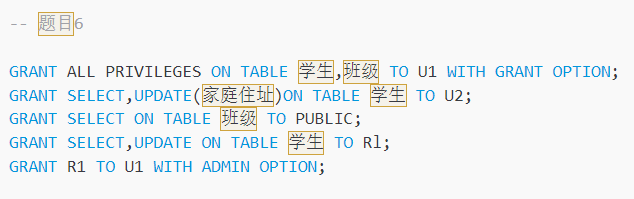 -- 题目6
GRANT ALL PRIVILEGES ON TABLE 学生,班级 TO U1 WITH GRANT OPTION;
GRANT SELECT,UPDATE(家庭住址)ON TABLE 学生 TO U2;
GRANT SELECT ON TABLE 班级 TO PUBLIC;
GRANT SELECT,UPDATE ON TABLE 学生 TO Rl;
GRANT R1 TO U1 WITH ADMIN OPTION;